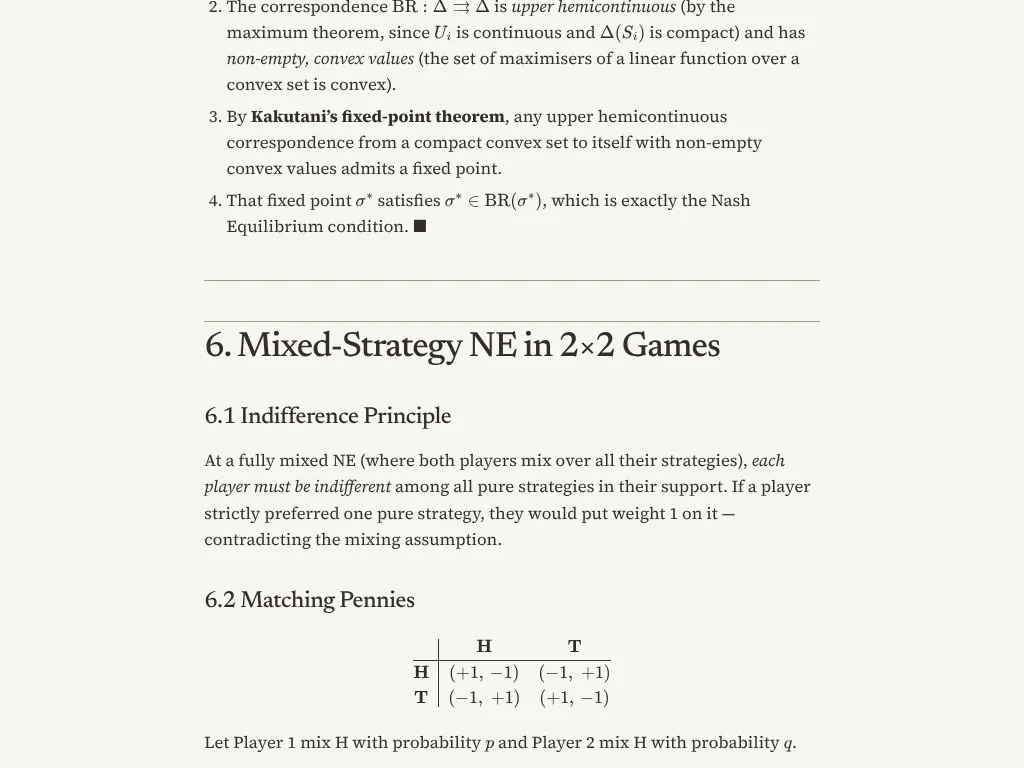 2. The correspondence BR : Δ ⇉ Δ is upper hemicontinuous (by the
maximum theorem, since U_i is continuous and Δ(S_i) is compact) and has
non-empty, convex values (the set of maximisers of a linear function over a
convex set is convex).
3. By Kakutani’s fixed-point theorem, any upper hemicontinuous
correspondence from a compact convex set to itself with non-empty
convex values admits a fixed point.
4. That fixed point σ* satisfies σ* ∈ BR(σ*), which is exactly the Nash
Equilibrium condition. ■
6. Mixed-Strategy NE in 2×2 Games
6.1 Indifference Principle
At a fully mixed NE (where both players mix over all their strategies), each
player must be indifferent among all pure strategies in their support. If a player
strictly preferred one pure strategy, they would put weight 1 on it —
contradicting the mixing assumption.
6.2 Matching Pennies
H T
H (+1, −1) (−1, +1)
T (−1, +1) (+1, −1)
Let Player 1 mix H with probability p and Player 2 mix H with probability q.